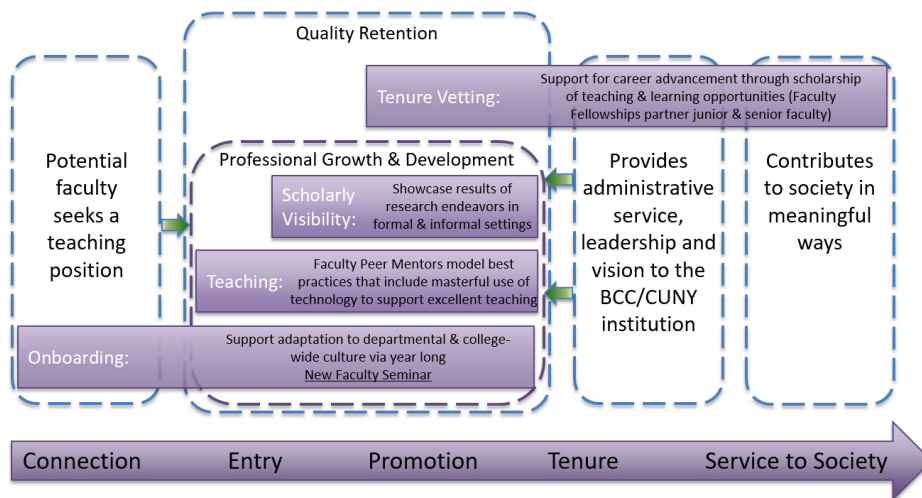 Quality Retention
Tenure Vetting:
Support for career advancement through scholarship
of teaching & learning opportunities (Faculty
Fellowships partner junior & senior faculty)
Potential
faculty
seeks a
teaching
position
Professional Growth & Development
Scholarly
Visibility:
Showcase results of
research endeavors in
formal & informal settings
Teaching:
Faculty Peer Mentors model best
practices that include masterful use of
technology to support excellent teaching
Onboarding:
Support adaptation to departmental & college-
wide culture via year long
New Faculty Seminar
Provides
administrative
service,
leadership and
vision to the
BCC/CUNY
institution
Contributes
to society in
meaningful
ways
Connection
Entry
Promotion
Tenure
Service to Society